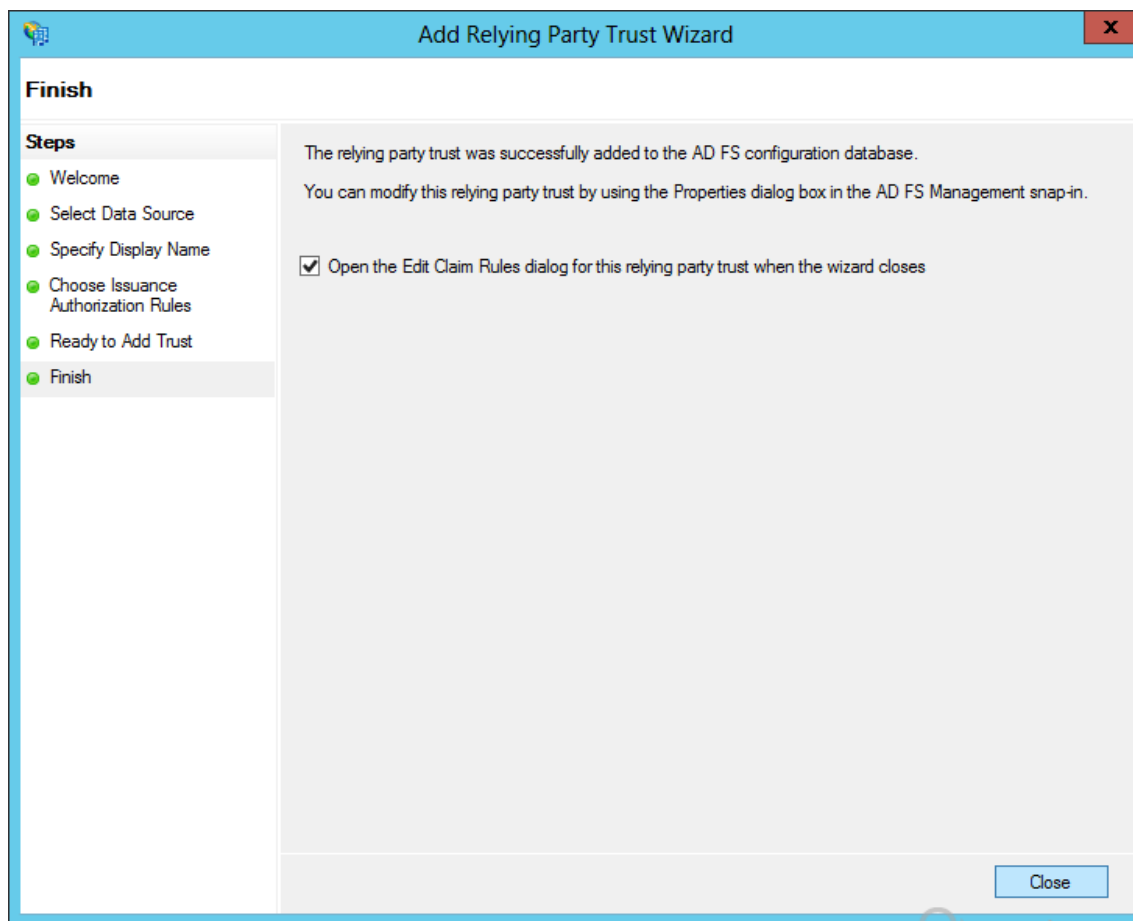 Add Relying Party Trust Wizard
X
Finish
Steps
Welcome
Select Data Source
Specify Display Name
Choose Issuance
Authorization Rules
Ready to Add Trust
Finish
The relying party trust was successfully added to the AD FS configuration database.
You can modify this relying party trust by using the Properties dialog box in the AD FS Management snap-in.
Open the Edit Claim Rules dialog for this relying party trust when the wizard closes
Close